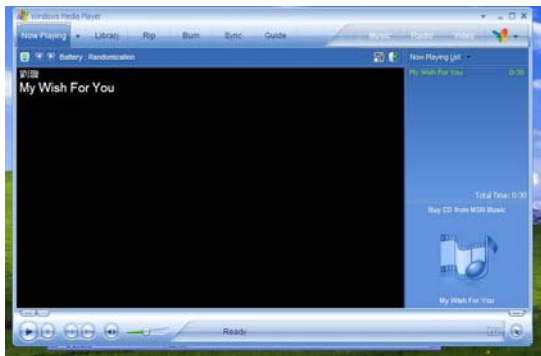 Windows Media Player
Now Playing
Library
Rip
Burn
Sync
Guide
Music
Radio
Video
Battery : Randomization
Now Playing List
My Wish For You
My Wish For You 0:30
Total Time: 0:30
Buy CD from MSN Music
My Wish For You
Ready